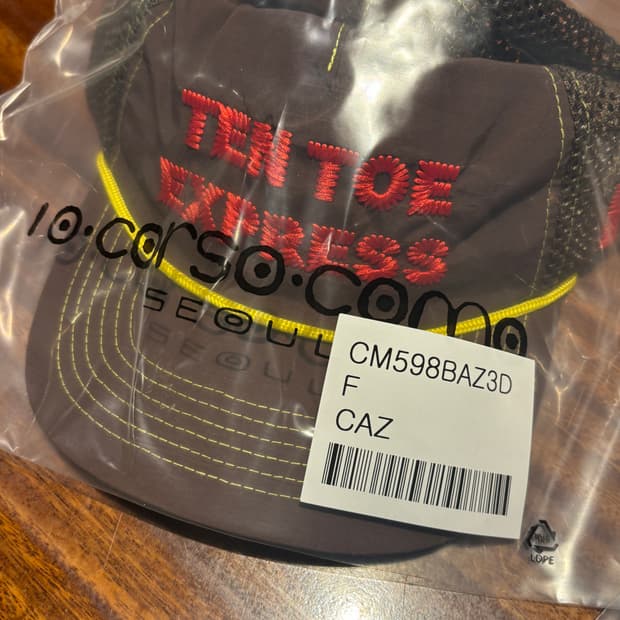 TEN TOE
EXPRESS
10·corso·como
SEOUL
CM598BAZ3D
F
CAZ
LDPE